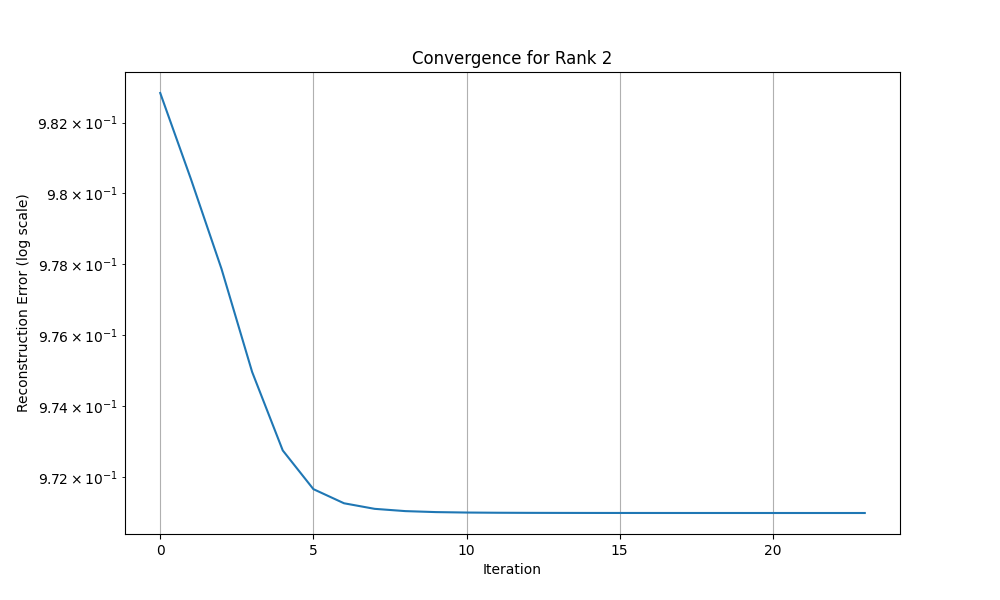 Convergence for Rank 2
Reconstruction Error (log scale)
9.82 × 10⁻¹
9.8 × 10⁻¹
9.78 × 10⁻¹
9.76 × 10⁻¹
9.74 × 10⁻¹
9.72 × 10⁻¹
0 5 10 15 20
Iteration